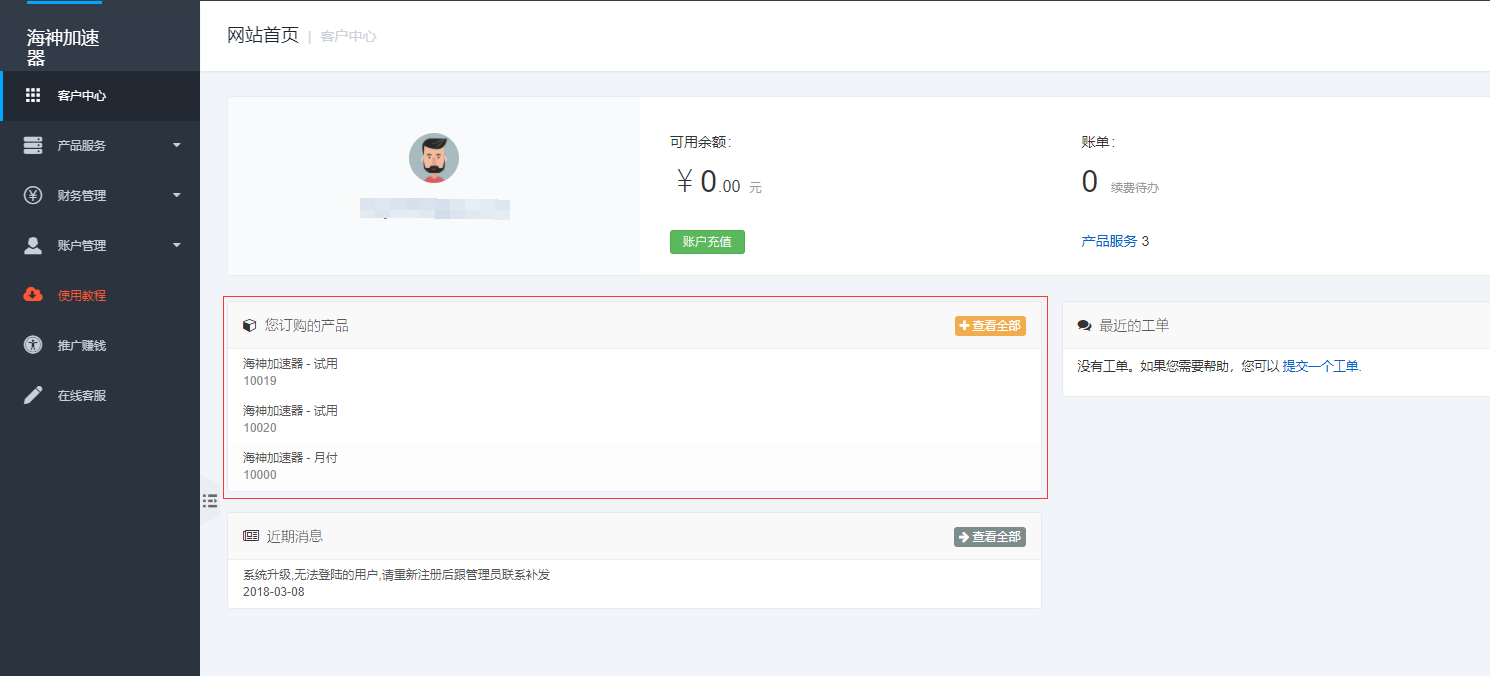 海神加速
器
客户中心
产品服务
财务管理
账户管理
使用教程
推广赚钱
在线客服
网站首页 | 客户中心
可用余额:
￥0.00 元
账户充值
账单:
0 续费待办
产品服务 3
您订购的产品
查看全部
海神加速器 - 试用
10019
海神加速器 - 试用
10020
海神加速器 - 月付
10000
最近的工单
没有工单。如果您需要帮助，您可以 提交一个工单.
近期消息
查看全部
系统升级,无法登陆的用户,请重新注册后跟管理员联系补发
2018-03-08